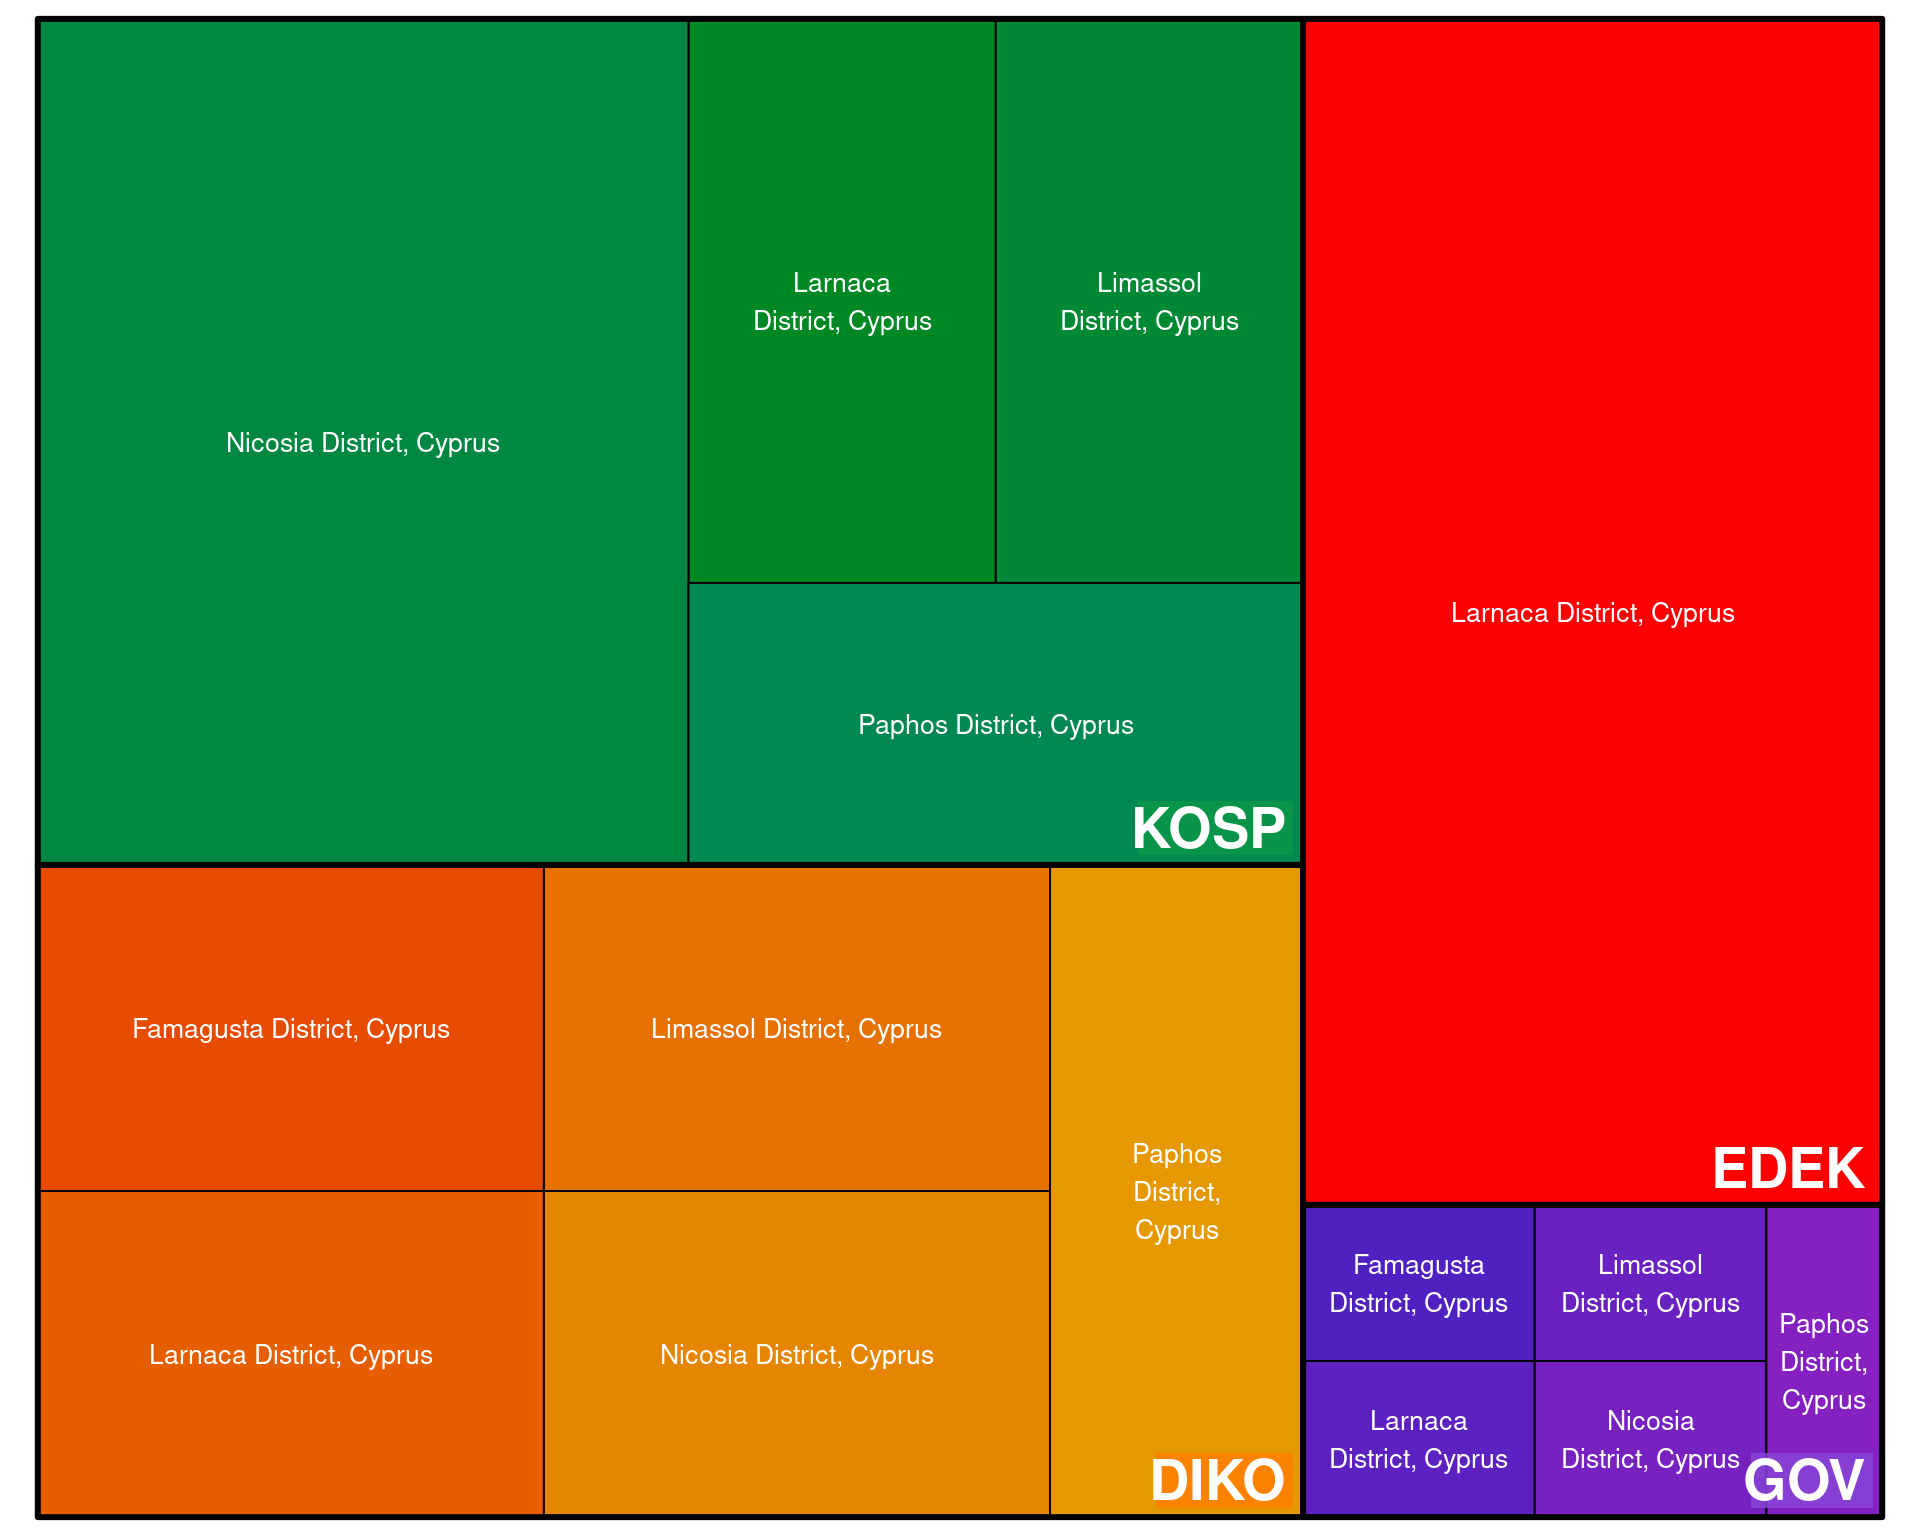 Nicosia District, Cyprus
Larnaca
District, Cyprus
Limassol
District, Cyprus
Paphos District, Cyprus
KOSP
Larnaca District, Cyprus
EDEK
Famagusta District, Cyprus
Limassol District, Cyprus
Larnaca District, Cyprus
Nicosia District, Cyprus
Paphos
District,
Cyprus
DIKO
Famagusta
District, Cyprus
Limassol
District, Cyprus
Larnaca
District, Cyprus
Nicosia
District, Cyprus
Paphos
District,
Cyprus
GOV